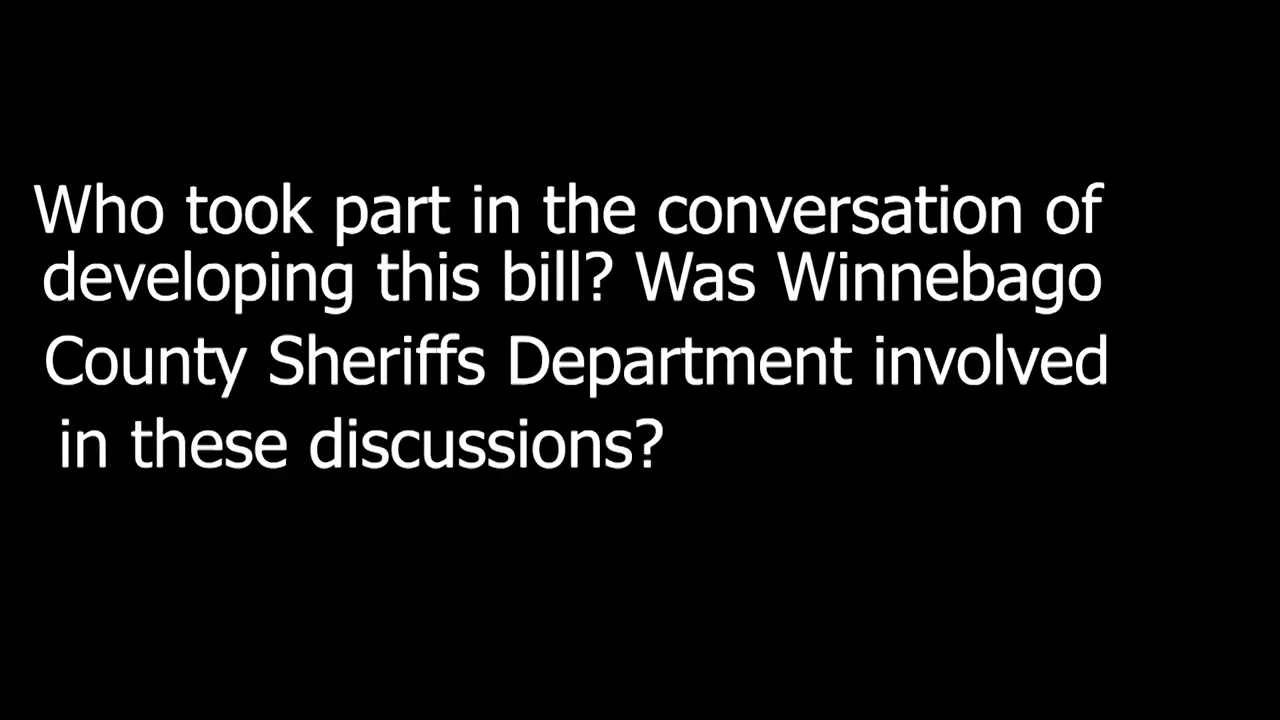 Who took part in the conversation of
developing this bill? Was Winnebago
County Sheriffs Department involved
in these discussions?